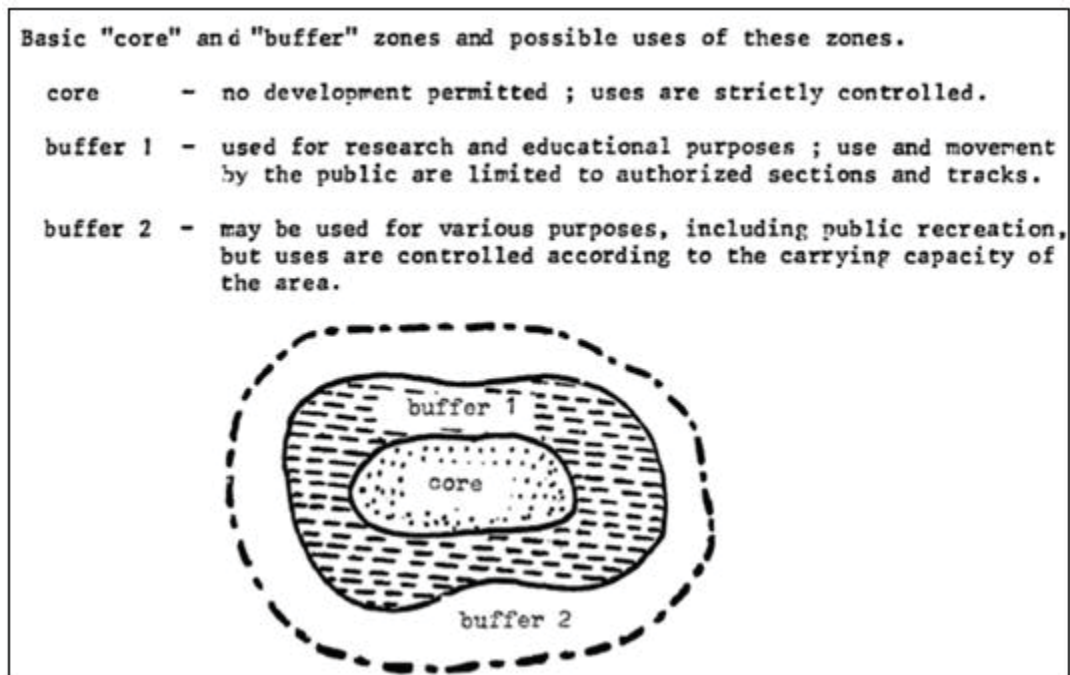 Basic "core" and "buffer" zones and possible uses of these zones.
core - no development permitted ; uses are strictly controlled.
buffer 1 - used for research and educational purposes ; use and movement
by the public are limited to authorized sections and tracks.
buffer 2 - may be used for various purposes, including public recreation,
but uses are controlled according to the carrying capacity of
the area.
buffer 1
core
buffer 2